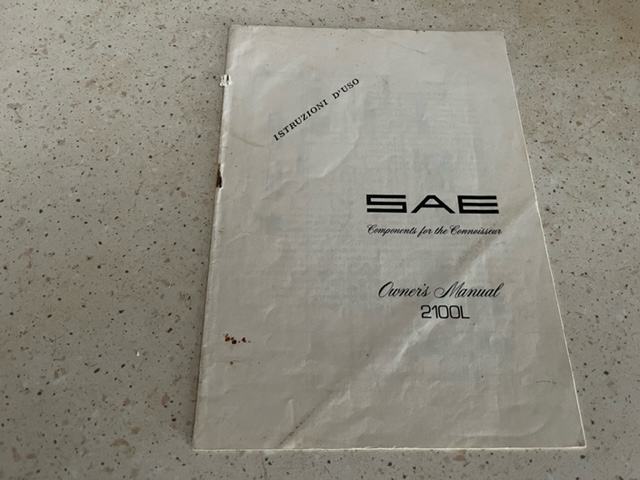 ISTRUZIONI D'USO
SAE
Components for the Connoisseur
Owner's Manual
2100L